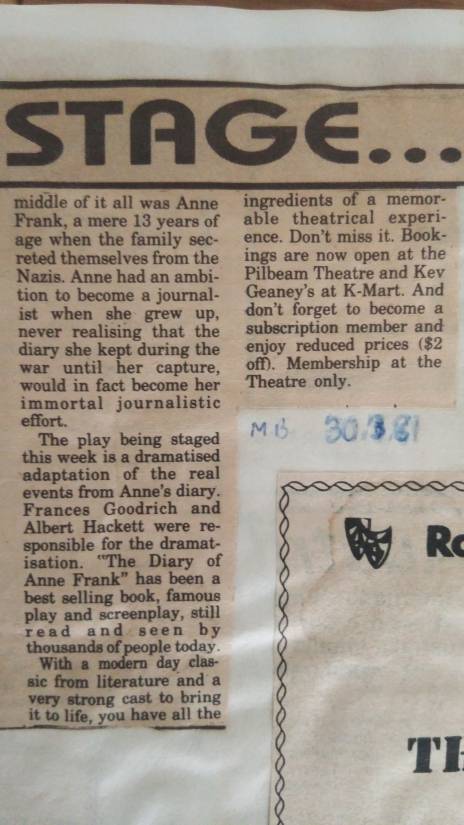 STAGE...
middle of it all was Anne
Frank, a mere 13 years of
age when the family sec-
reted themselves from the
Nazis. Anne had an ambi-
tion to become a journal-
ist when she grew up,
never realising that the
diary she kept during the
war until her capture,
would in fact become her
immortal journalistic
effort.
The play being staged
this week is a dramatised
adaptation of the real
events from Anne's diary.
Frances Goodrich and
Albert Hackett were re-
sponsible for the dramat-
isation. "The Diary of
Anne Frank" has been a
best selling book, famous
play and screenplay, still
read and seen by
thousands of people today.
With a modern day clas-
sic from literature and a
very strong cast to bring
it to life, you have all the
ingredients of a memor-
able theatrical experi-
ence. Don't miss it. Book-
ings are now open at the
Pilbeam Theatre and Kev
Geaney's at K-Mart. And
don't forget to become a
subscription member and
enjoy reduced prices ($2
off). Membership at the
Theatre only.
MB